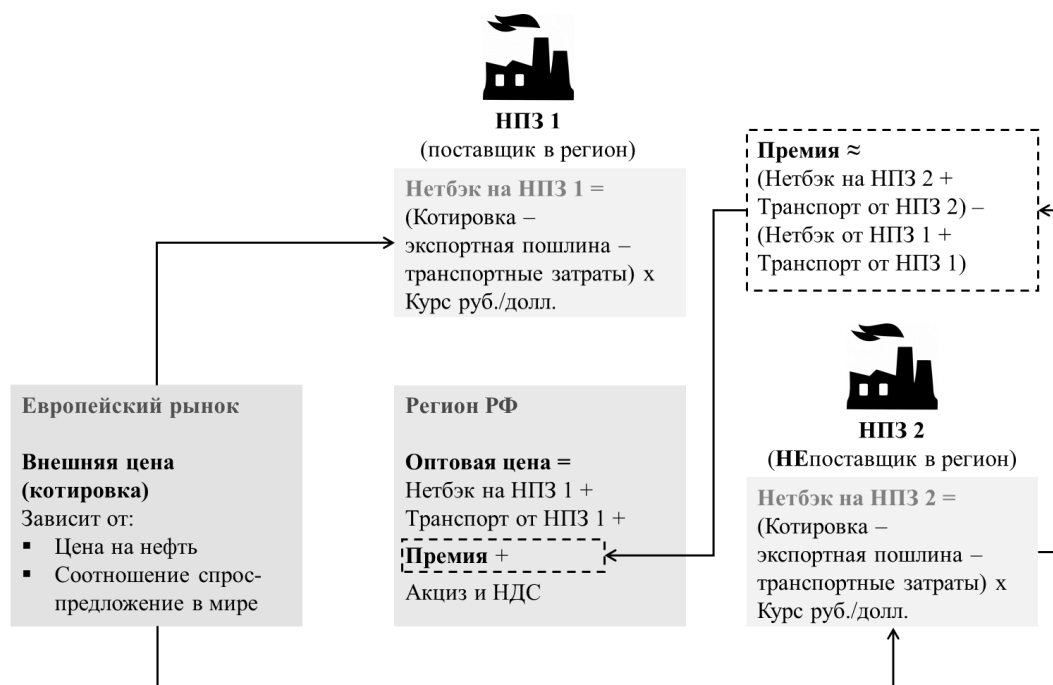 НПЗ 1
(поставщик в регион)
Нетбэк на НПЗ 1 =
(Котировка –
экспортная пошлина –
транспортные затраты) х
Курс руб./долл.
Премия ≈
(Нетбэк на НПЗ 2 +
Транспорт от НПЗ 2) –
(Нетбэк от НПЗ 1 +
Транспорт от НПЗ 1)
Европейский рынок
Внешняя цена
(котировка)
Зависит от:
▪ Цена на нефть
▪ Соотношение спрос-
предложение в мире
Регион РФ
Оптовая цена =
Нетбэк на НПЗ 1 +
Транспорт от НПЗ 1 +
Премия +
Акциз и НДС
НПЗ 2
(НЕпоставщик в регион)
Нетбэк на НПЗ 2 =
(Котировка –
экспортная пошлина –
транспортные затраты) х
Курс руб./долл.